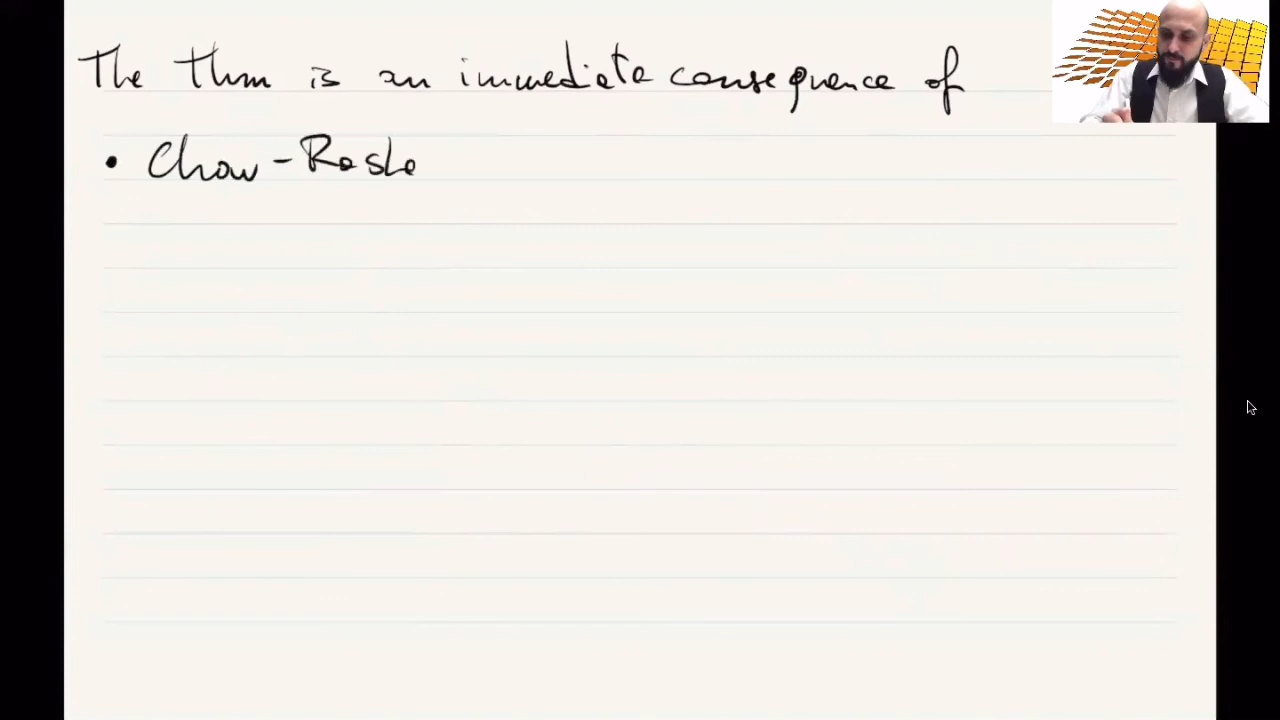 The thm is an immediate consequence of
• Chow-Rashe